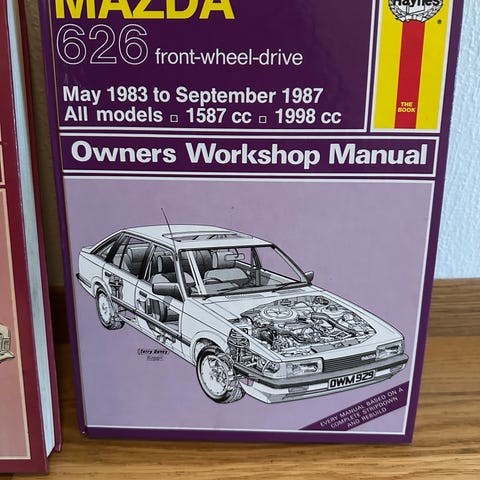 MAZDA
Haynes
626 front-wheel-drive
THE
BOOK
May 1983 to September 1987
All models □ 1587 cc □ 1998 cc
Owners Workshop Manual
Terry Davey
MAZDA
OWM929
EVERY MANUAL BASED ON A
COMPLETE STRIPDOWN
AND REBUILD